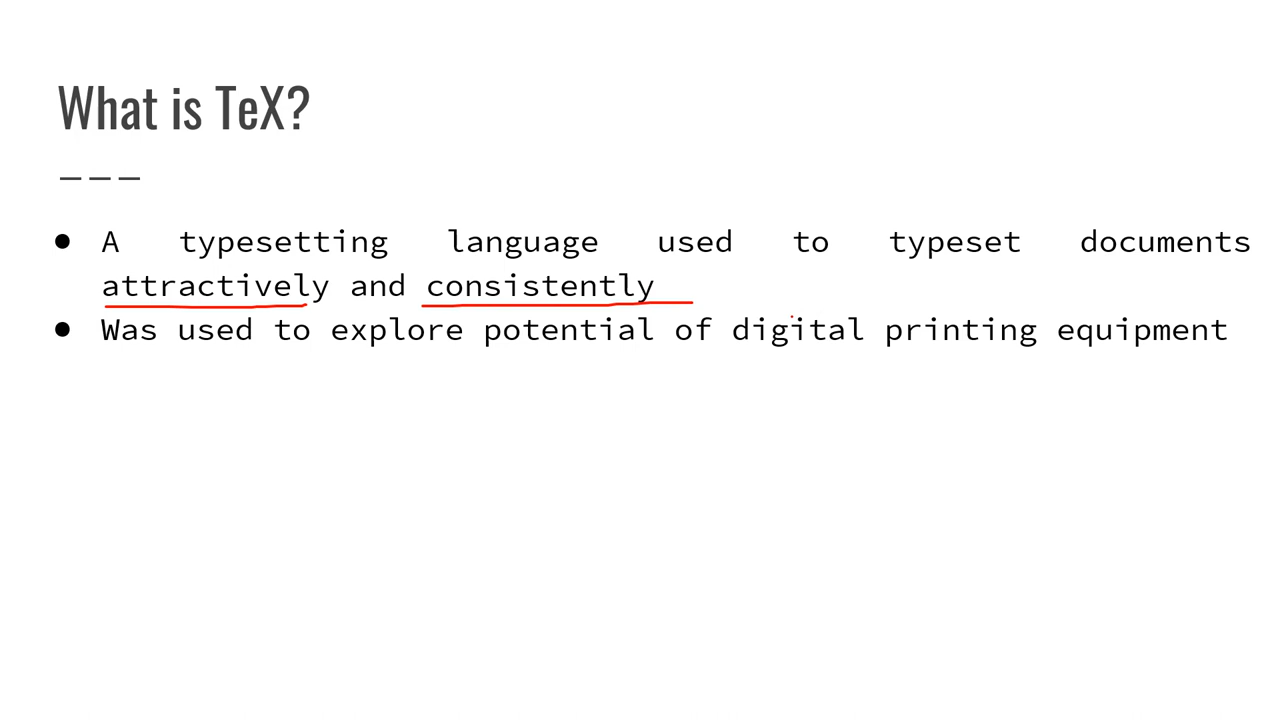 What is TeX?
● A typesetting language used to typeset documents
attractively and consistently
● Was used to explore potential of digital printing equipment